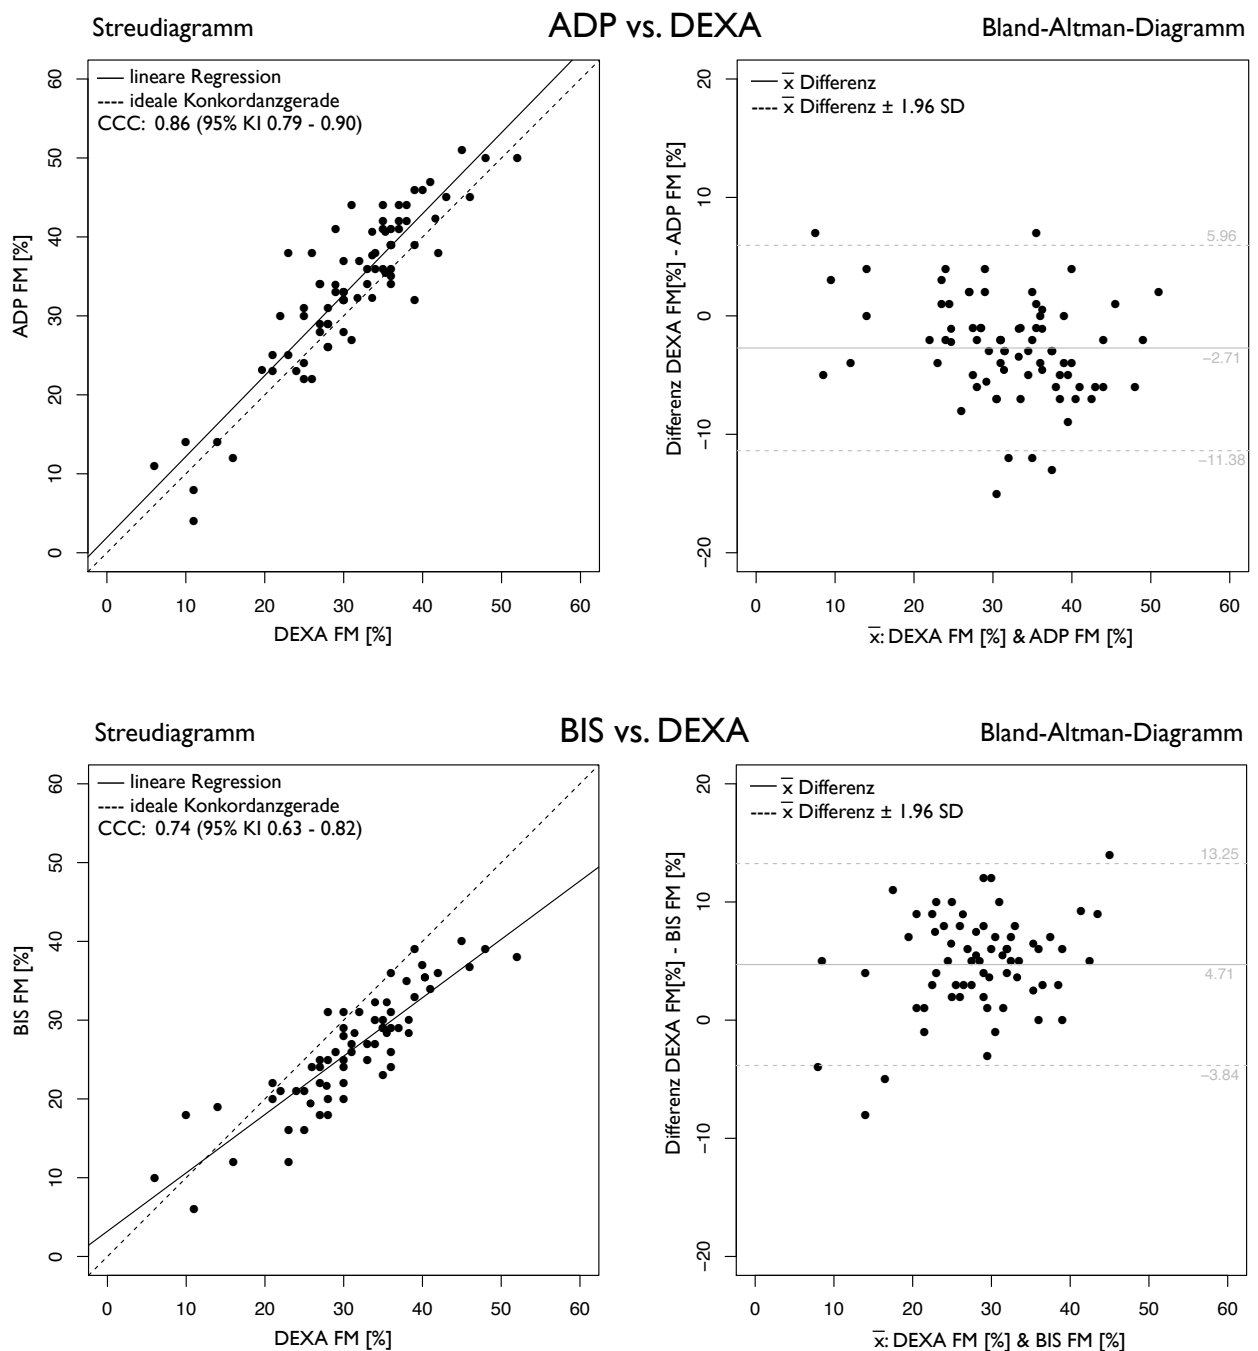 Streudiagramm
ADP vs. DEXA
Bland-Altman-Diagramm
lineare Regression
ideale Konkordanzgerade
CCC: 0.86 (95% KI 0.79 - 0.90)
ADP FM [%]
60
50
40
30
20
10
0
0 10 20 30 40 50 60
DEXA FM [%]
x̅ Differenz
x̅ Differenz ± 1.96 SD
Differenz DEXA FM[%] - ADP FM [%]
20
10
0
−10
−20
5.96
−2.71
−11.38
0 10 20 30 40 50 60
x̅: DEXA FM [%] & ADP FM [%]
Streudiagramm
BIS vs. DEXA
Bland-Altman-Diagramm
lineare Regression
ideale Konkordanzgerade
CCC: 0.74 (95% KI 0.63 - 0.82)
BIS FM [%]
60
50
40
30
20
10
0
0 10 20 30 40 50 60
DEXA FM [%]
x̅ Differenz
x̅ Differenz ± 1.96 SD
Differenz DEXA FM[%] - BIS FM [%]
20
10
0
−10
−20
13.25
4.71
−3.84
0 10 20 30 40 50 60
x̅: DEXA FM [%] & BIS FM [%]